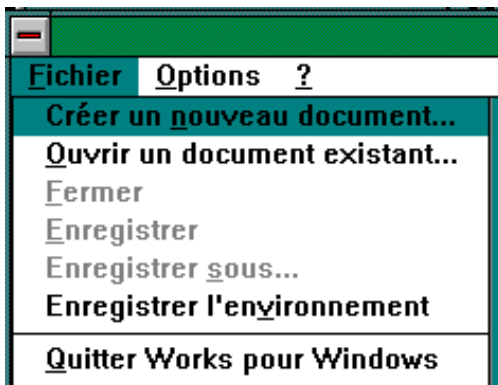 Fichier Options ?
Créer un nouveau document...
Ouvrir un document existant...
Fermer
Enregistrer
Enregistrer sous...
Enregistrer l'environnement
Quitter Works pour Windows